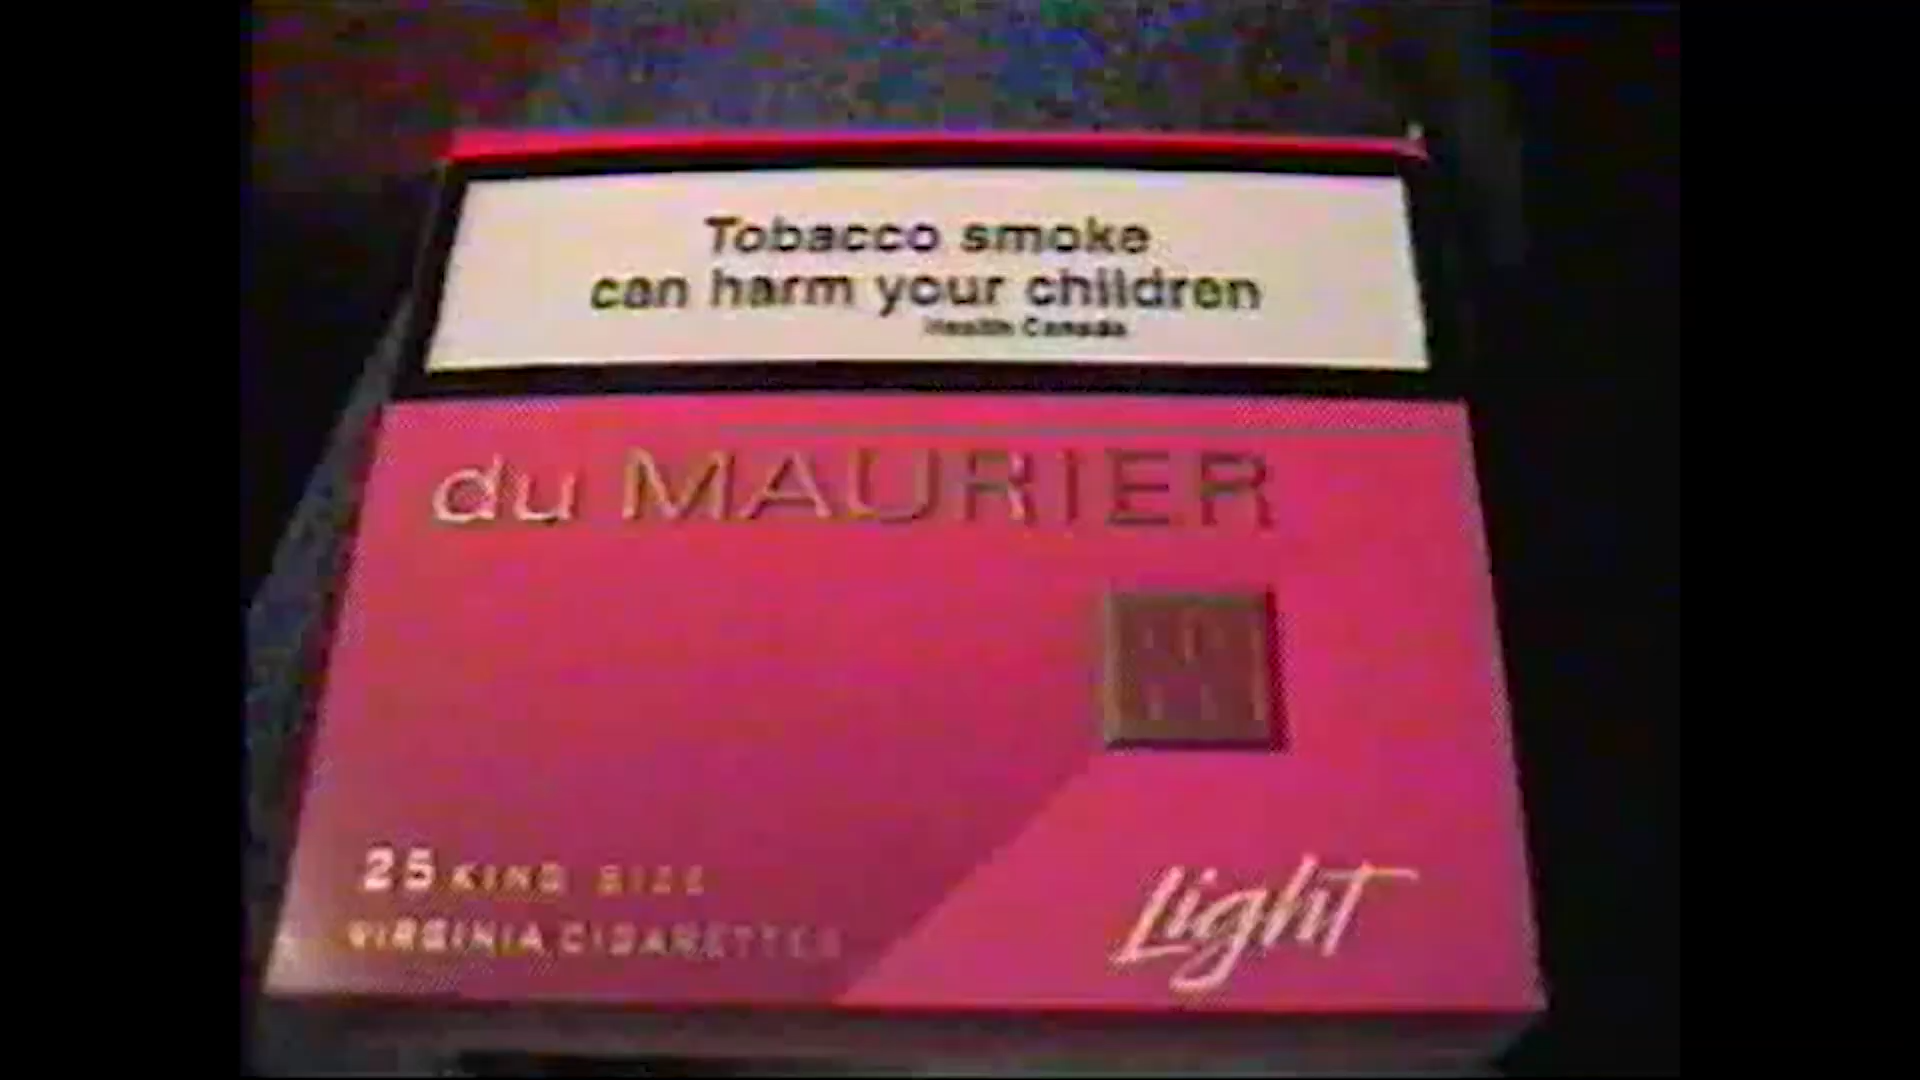 Tobacco smoke
can harm your children
Health Canada
du MAURIER
25 KING SIZE
VIRGINIA CIGARETTES
Light